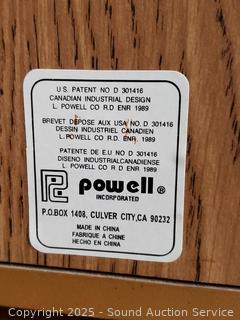 U.S. PATENT NO D 301416
CANADIAN INDUSTRIAL DESIGN
L. POWELL CO R.D ENR 1989
BREVET DEPOSE AUX USA NO. D 301416
DESSIN INDUSTRIEL CANADIEN
L. POWELL CO R.D. ENR 1989
PATENTE DE E.U NO D 301416
DISENO INDUSTRIALCANADIENSE
L POWELL CO R D ENR 1989
powell®
INCORPORATED
P.O.BOX 1408, CULVER CITY,CA 90232
MADE IN CHINA
FABRIQUE A CHINE
HECHO EN CHINA
Copyright 2025 - Sound Auction Service